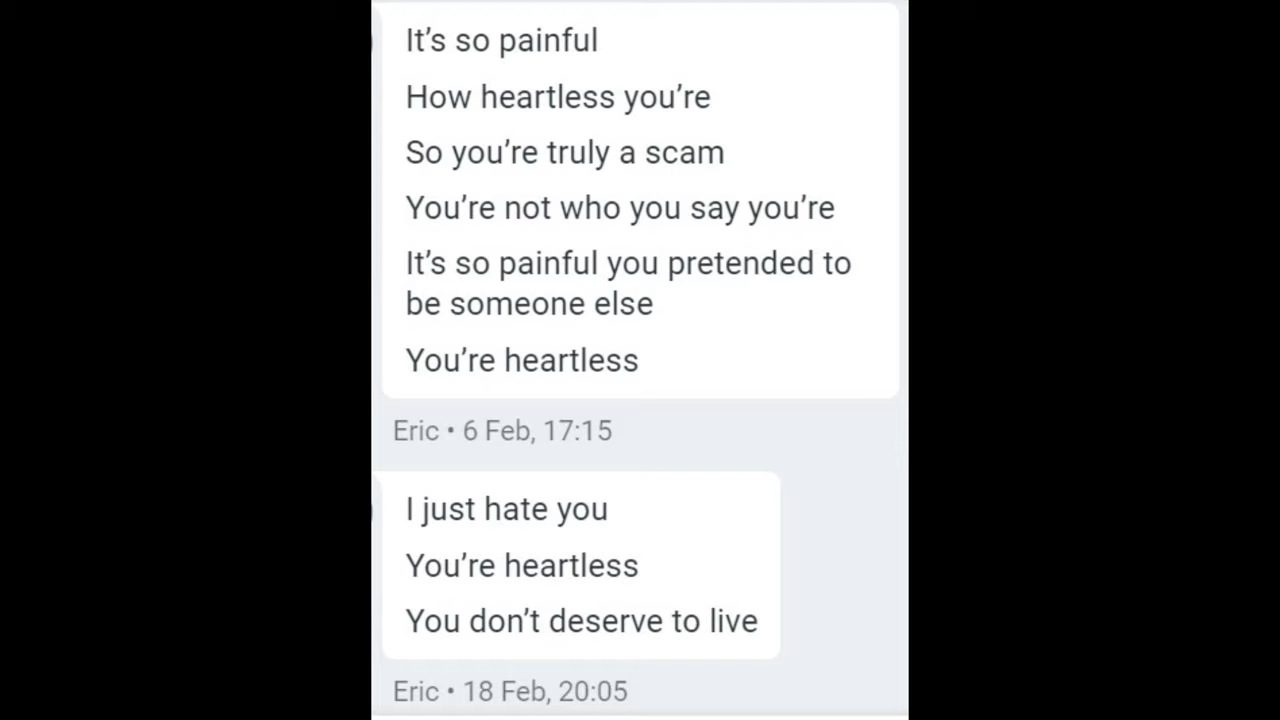 It’s so painful
How heartless you’re
So you’re truly a scam
You’re not who you say you’re
It’s so painful you pretended to
be someone else
You’re heartless
Eric • 6 Feb, 17:15
I just hate you
You’re heartless
You don’t deserve to live
Eric • 18 Feb, 20:05